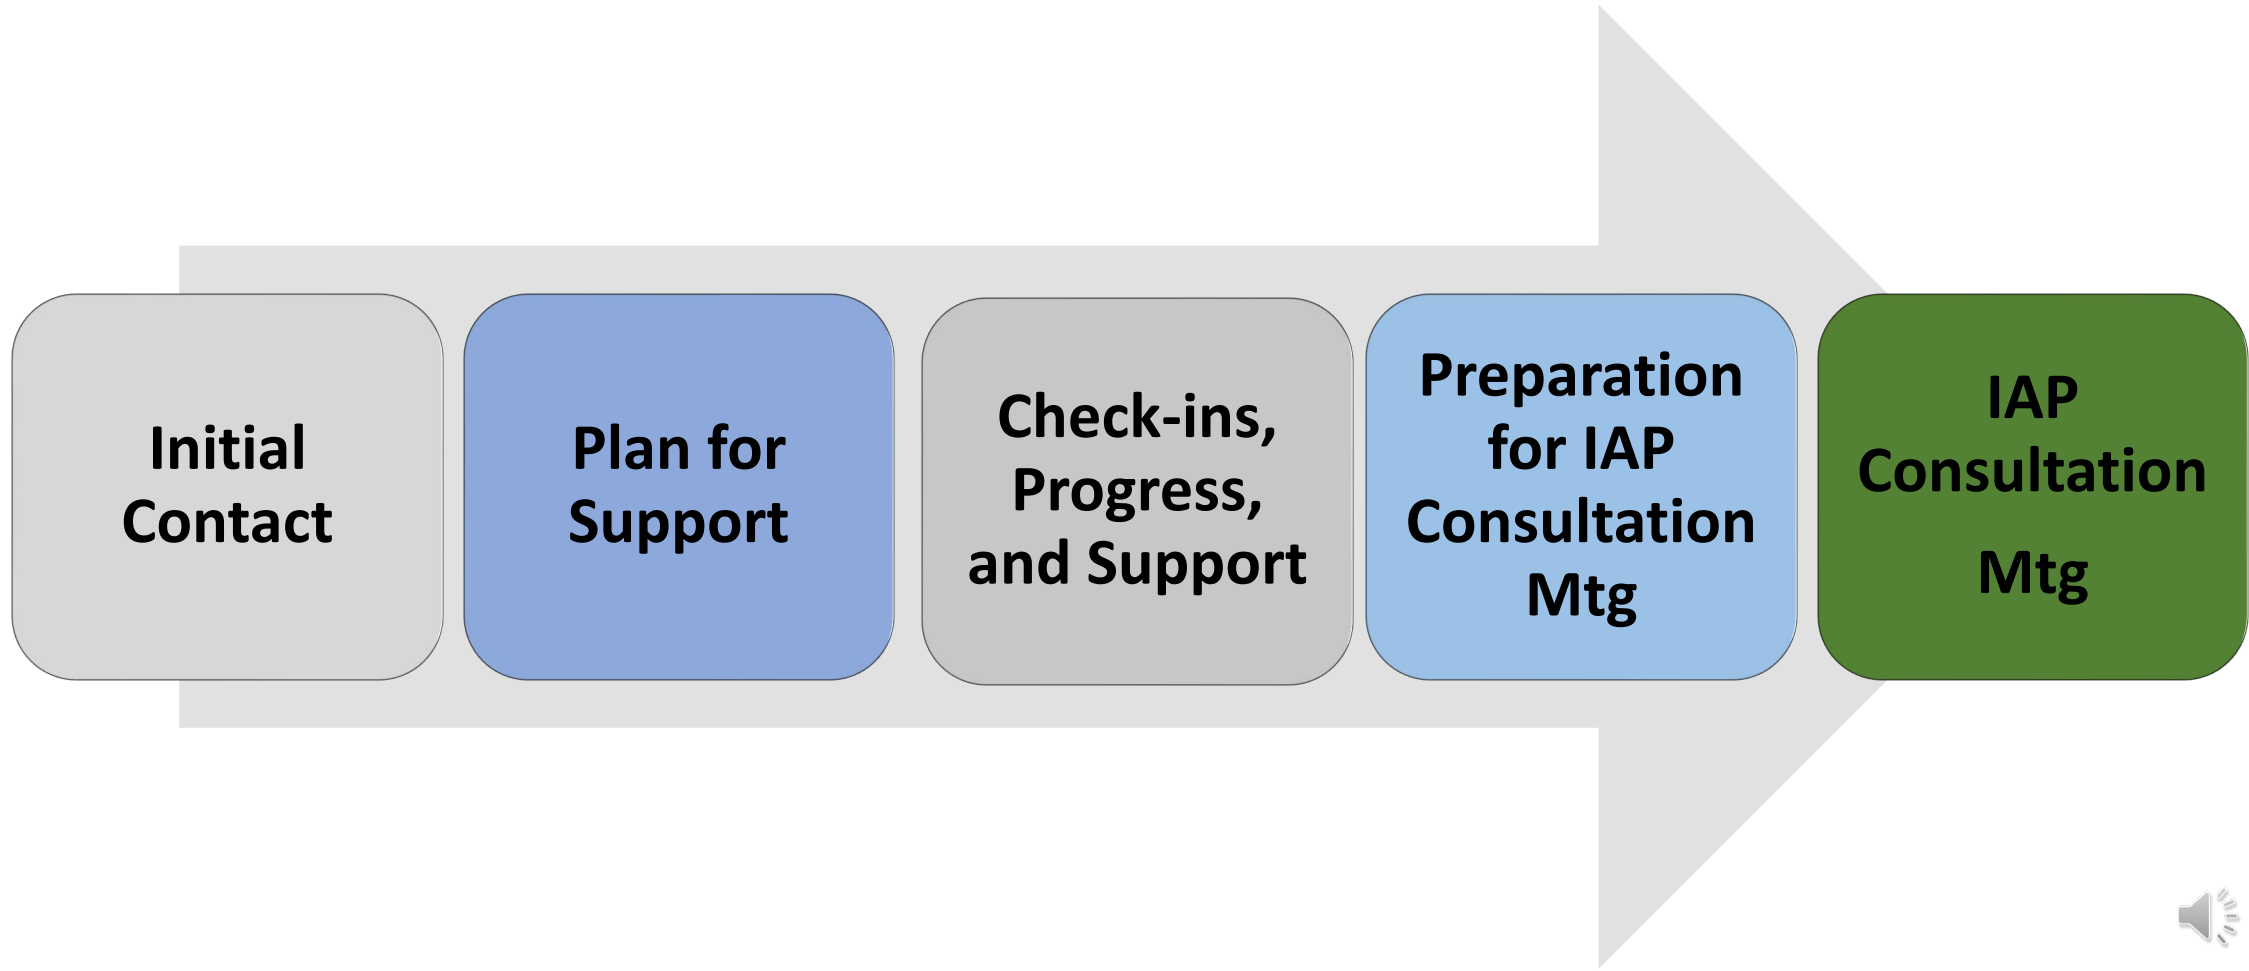 Initial
Contact
Plan for
Support
Check-ins,
Progress,
and Support
Preparation
for IAP
Consultation
Mtg
IAP
Consultation
Mtg